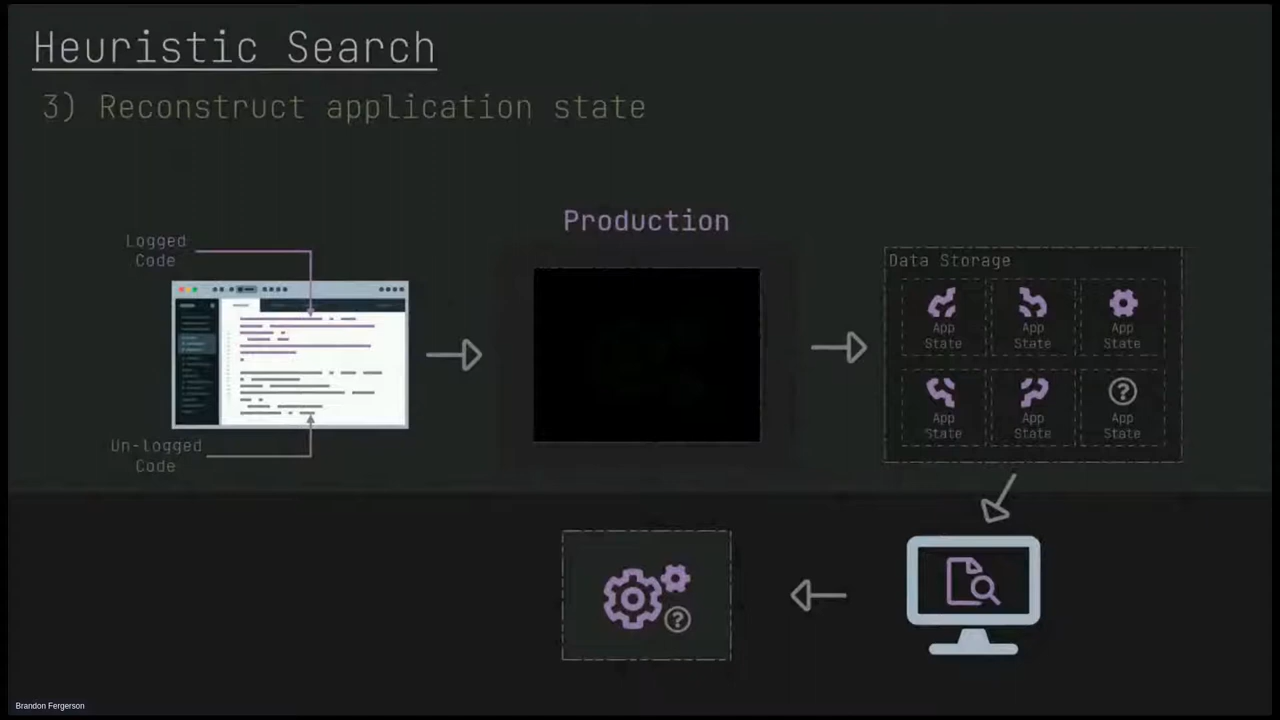 Heuristic Search
3) Reconstruct application state
Production
Logged
Code
Un-logged
Code
Data Storage
App
State
App
State
App
State
?
App
State
App
State
App
State
?
Brandon Fergerson